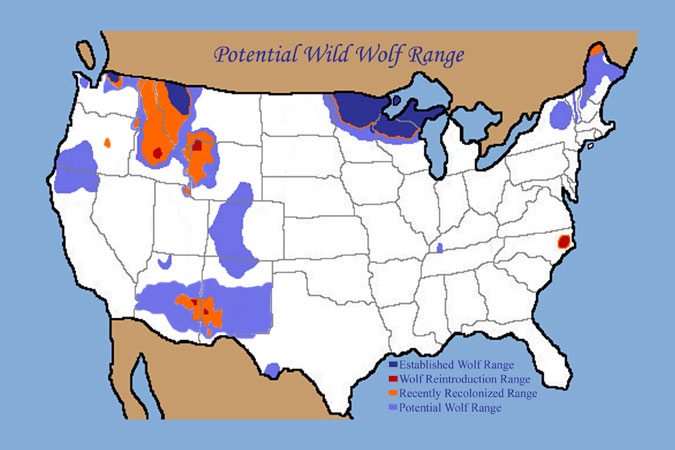 Potential Wild Wolf Range
Established Wolf Range
Wolf Reintroduction Range
Recently Recolonized Range
Potential Wolf Range